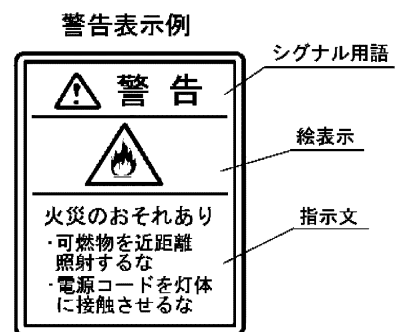 警告表示例
シグナル用語
警告
絵表示
火災のおそれあり
指示文
・可燃物を近距離
照射するな
・電源コードを灯体
に接触させるな